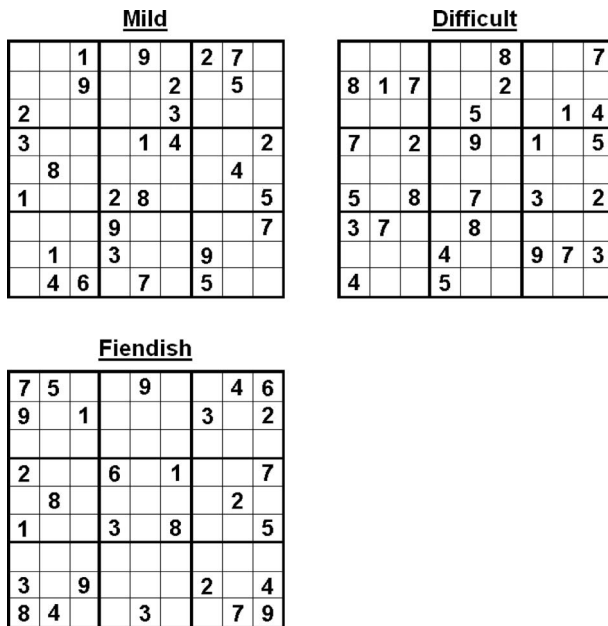 Mild
1 9 2 7
9 2 5
2 3
3 1 4 2
8 4
1 2 8 5
9 7
1 3 9
4 6 7 5
Difficult
8 7
8 1 7 2
5 1 4
7 2 9 1 5
5 8 7 3 2
3 7 8
4 9 7 3
4 5
Fiendish
7 5 9 4 6
9 1 3 2
2 6 1 7
8 2
1 3 8 5
3 9 2 4
8 4 3 7 9